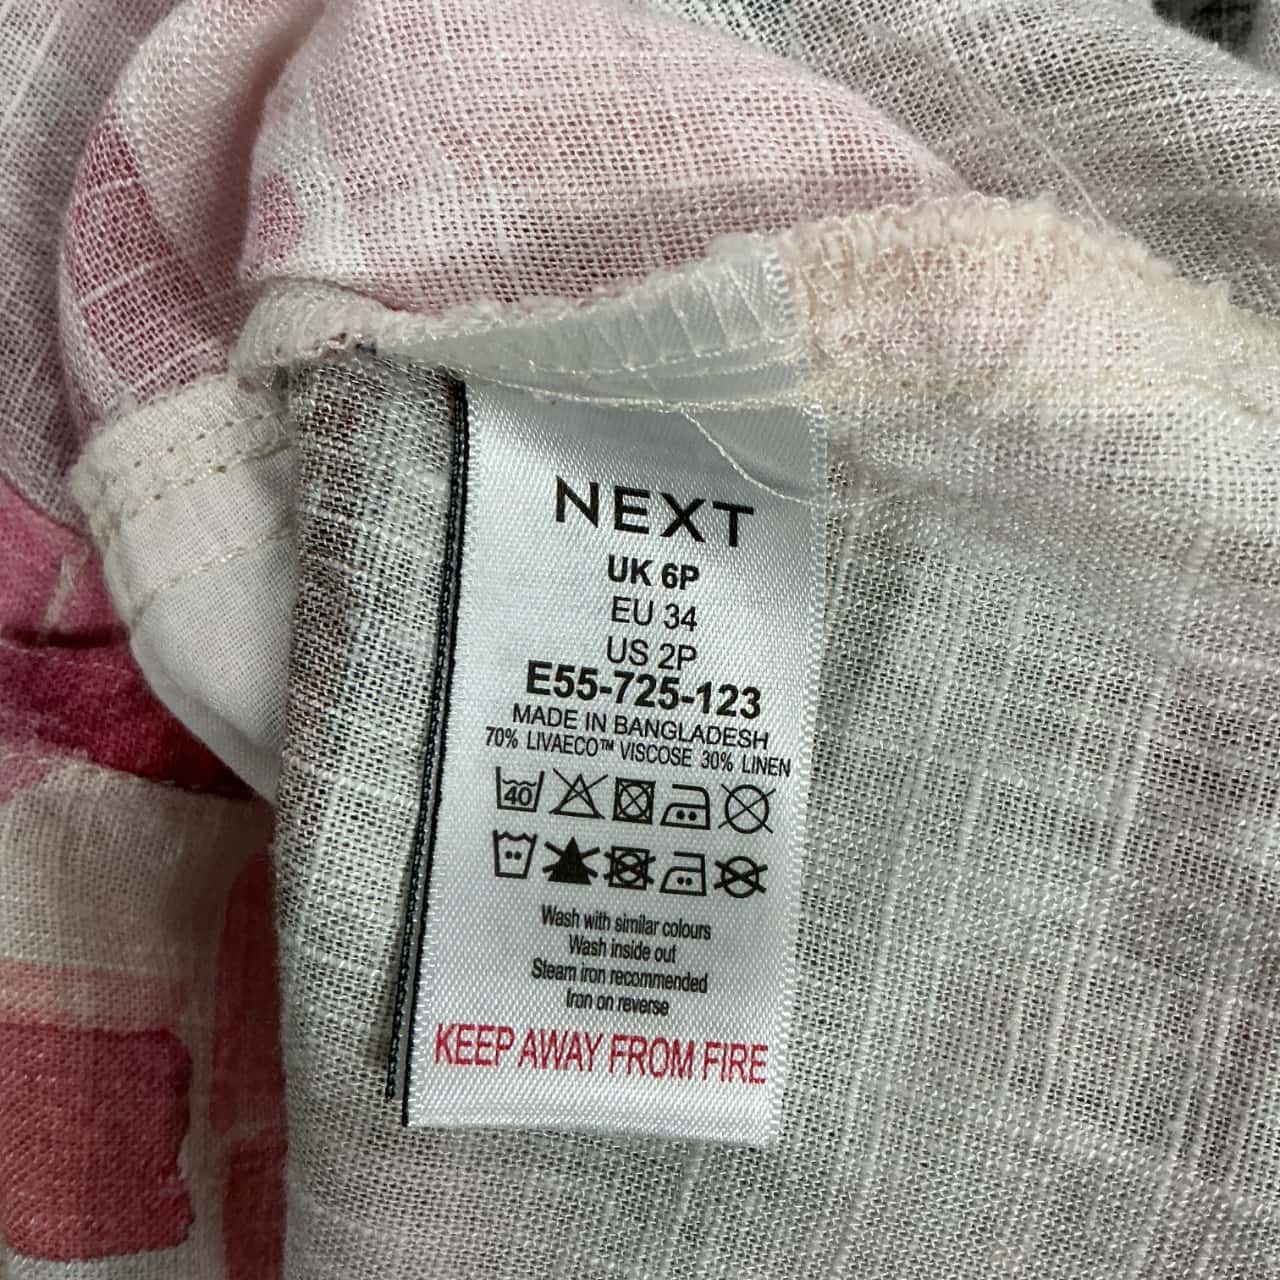 NEXT
UK 6P
EU 34
US 2P
E55-725-123
MADE IN BANGLADESH
70% LIVAECO™ VISCOSE 30% LINEN
40
Wash with similar colours
Wash inside out
Steam iron recommended
Iron on reverse
KEEP AWAY FROM FIRE